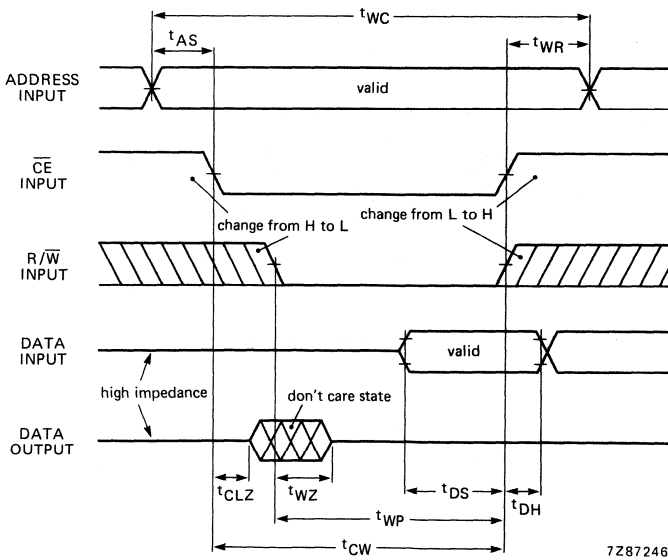 tWC
tAS
tWR
ADDRESS
INPUT
valid
CE
INPUT
change from H to L
change from L to H
R/W
INPUT
DATA
INPUT
valid
high impedance
don't care state
DATA
OUTPUT
tCLZ
tWZ
tDS
tDH
tWP
tCW
7Z87246